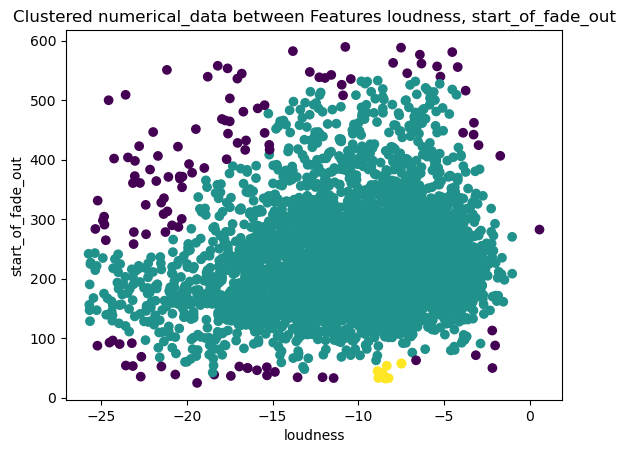 Clustered numerical_data between Features loudness, start_of_fade_out
600
500
400
300
200
100
0
start_of_fade_out
−25 −20 −15 −10 −5 0
loudness